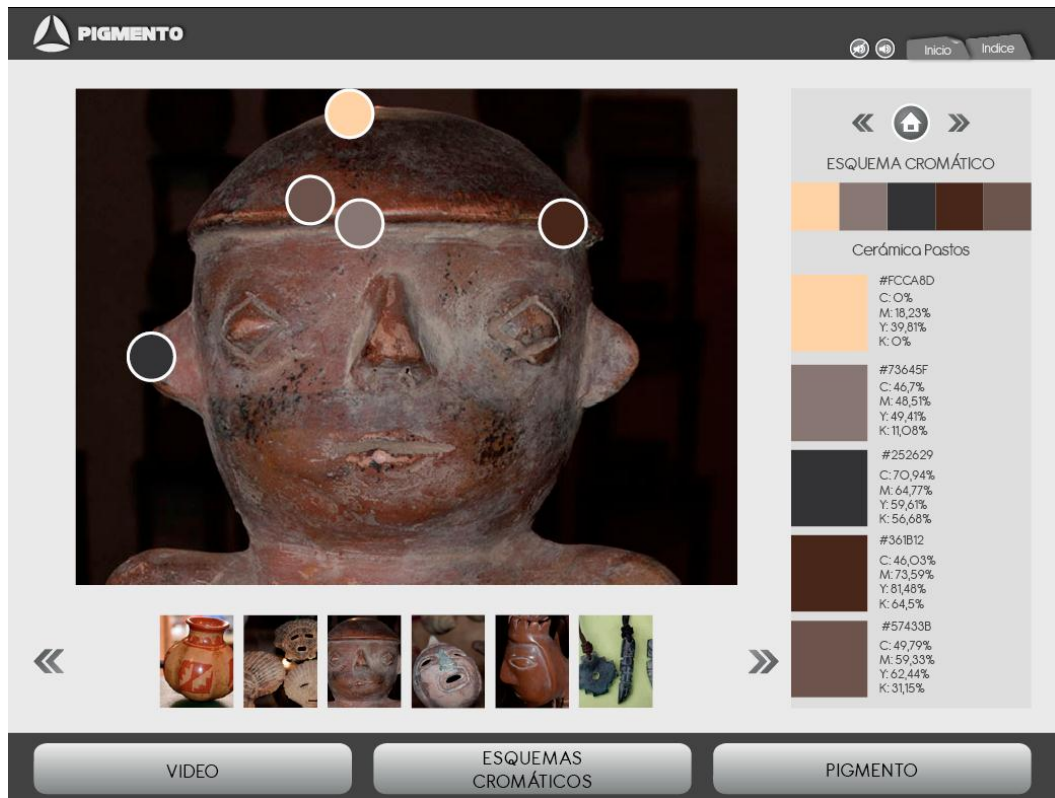 PIGMENTO
Inicio
Indice
ESQUEMA CROMÁTICO
Cerámica Pastos
#FCCA8D
C: 0%
M: 18,23%
Y: 39,81%
K: 0%
#73645F
C: 46,7%
M: 48,51%
Y: 49,41%
K: 11,08%
#252629
C: 70,94%
M: 64,77%
Y: 59,61%
K: 56,68%
#361B12
C: 46,03%
M: 73,59%
Y: 81,48%
K: 64,5%
#57433B
C: 49,79%
M: 59,33%
Y: 62,44%
K: 31,15%
VIDEO
ESQUEMAS
CROMÁTICOS
PIGMENTO